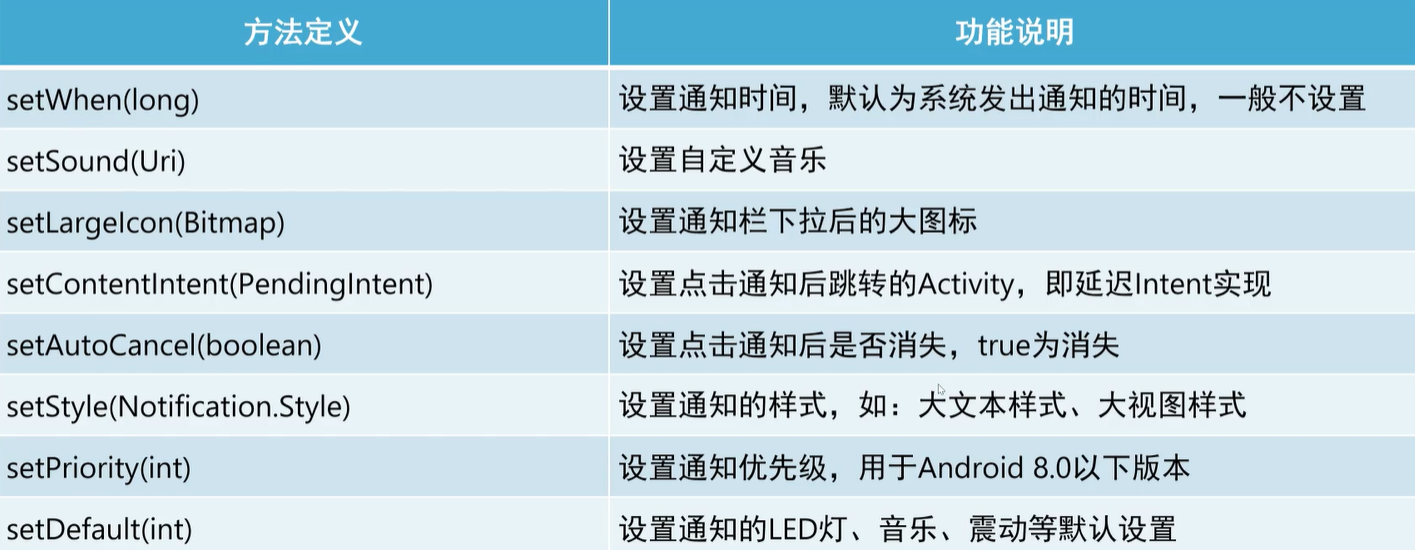 方法定义 功能说明
setWhen(long) 设置通知时间，默认为系统发出通知的时间，一般不设置
setSound(Uri) 设置自定义音乐
setLargeIcon(Bitmap) 设置通知栏下拉后的大图标
setContentIntent(PendingIntent) 设置点击通知后跳转的Activity，即延迟Intent实现
setAutoCancel(boolean) 设置点击通知后是否消失，true为消失
setStyle(Notification.Style) 设置通知的样式，如：大文本样式、大视图样式
setPriority(int) 设置通知优先级，用于Android 8.0以下版本
setDefault(int) 设置通知的LED灯、音乐、震动等默认设置